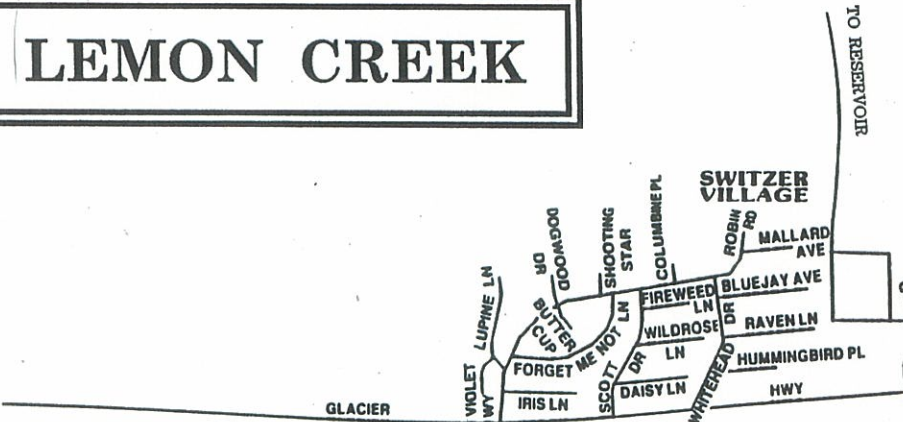 LEMON CREEK
TO RESERVOIR
SWITZER
VILLAGE
ROBIN
RD
MALLARD
AVE
COLUMBINE PL
SHOOTING
STAR
DOGWOOD
DR
LUPINE LN
FIREWEED
LN
BLUEJAY AVE
BUTTER
CUP
WILDROSE
LN
DR
RAVEN LN
FORGET ME NOT LN
SCOTT
DR
WHITEHEAD
HUMMINGBIRD PL
VIOLET
WY
IRIS LN
DAISY LN
GLACIER
HWY